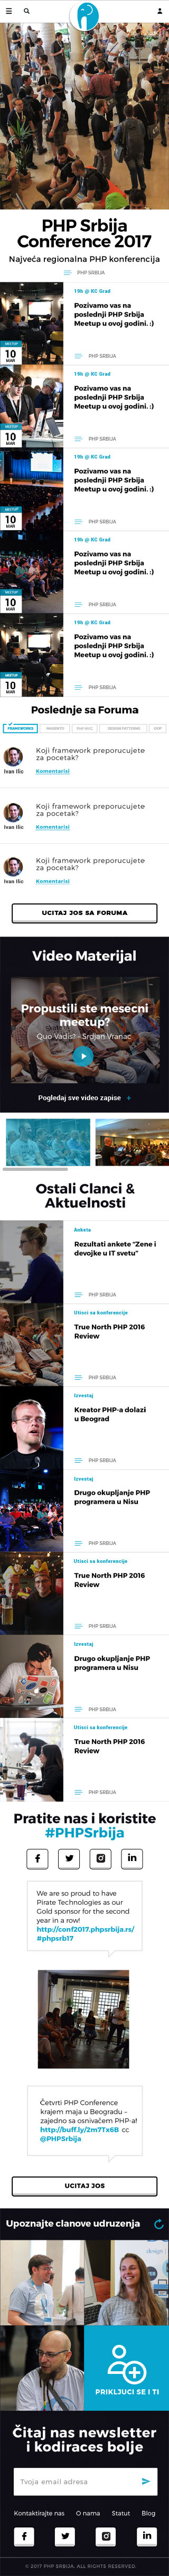 PHP Srbija
Conference 2017
Najveća regionalna PHP konferencija
PHP SRBIJA
19h @ KC Grad
Pozivamo vas na
poslednji PHP Srbija
Meetup u ovoj godini. :)
MEETUP
10
MAR
PHP SRBIJA
19h @ KC Grad
Pozivamo vas na
poslednji PHP Srbija
Meetup u ovoj godini. :)
MEETUP
10
MAR
PHP SRBIJA
19h @ KC Grad
Pozivamo vas na
poslednji PHP Srbija
Meetup u ovoj godini. :)
MEETUP
10
MAR
PHP SRBIJA
19h @ KC Grad
Pozivamo vas na
poslednji PHP Srbija
Meetup u ovoj godini. :)
MEETUP
10
MAR
PHP SRBIJA
19h @ KC Grad
Pozivamo vas na
poslednji PHP Srbija
Meetup u ovoj godini. :)
MEETUP
10
MAR
PHP SRBIJA
Poslednje sa Foruma
FRAMEWORKS MAGENTO PHP MVC DESIGN PATTERNS OOP
Koji framework preporucujete
za pocetak?
Ivan Ilic
Komentarisi
Koji framework preporucujete
za pocetak?
Ivan Ilic
Komentarisi
Koji framework preporucujete
za pocetak?
Ivan Ilic
Komentarisi
UCITAJ JOS SA FORUMA
Video Materijal
Propustili ste mesecni
meetup?
Quo Vadis? - Srdjan Vranac
Pogledaj sve video zapise +
Ostali Clanci &
Aktuelnosti
Anketa
Rezultati ankete "Zene i
devojke u IT svetu"
PHP SRBIJA
Utisci sa konferencije
True North PHP 2016
Review
PHP SRBIJA
Izvestaj
Kreator PHP-a dolazi
u Beograd
PHP SRBIJA
Izvestaj
Drugo okupljanje PHP
programera u Nisu
PHP SRBIJA
Utisci sa konferencije
True North PHP 2016
Review
PHP SRBIJA
Izvestaj
Drugo okupljanje PHP
programera u Nisu
PHP SRBIJA
Utisci sa konferencije
True North PHP 2016
Review
PHP SRBIJA
Pratite nas i koristite
#PHPSrbija
We are so proud to have
Pirate Technologies as our
Gold sponsor for the second
year in a row!
http://conf2017.phpsrbija.rs/
#phpsrb17
Četvrti PHP Conference
krajem maja u Beogradu –
zajedno sa osnivačem PHP-a!
http://buff.ly/2m7Tx6B cc
@PHPSrbija
UCITAJ JOS
Upoznajte clanove udruzenja
PRIKLJUCI SE I TI
Čitaj nas newsletter
i kodiraces bolje
Tvoja email adresa
Kontaktirajte nas O nama Statut Blog
© 2017 PHP SRBIJA. ALL RIGHTS RESERVED.